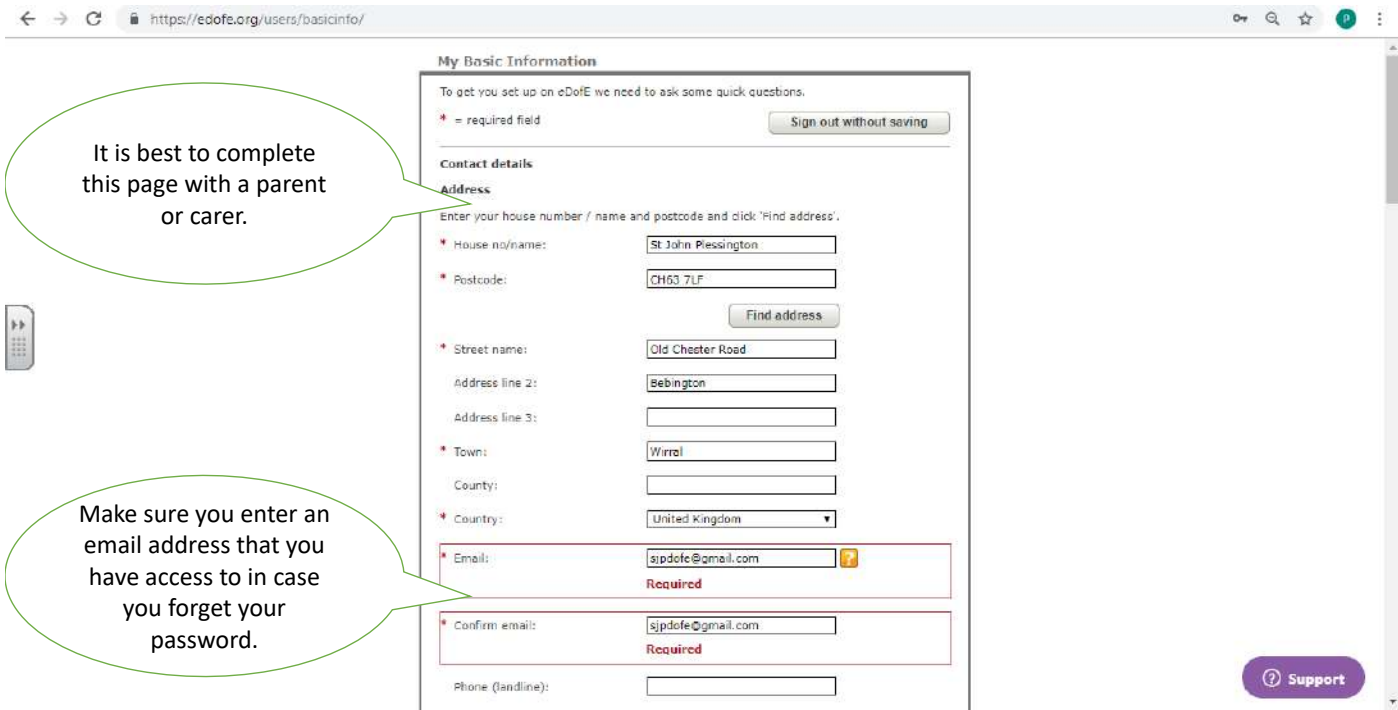 https://edofe.org/users/basicinfo/
P
My Basic Information
To get you set up on eDofE we need to ask some quick questions.
* = required field
Sign out without saving
It is best to complete
this page with a parent
or carer.
Contact details
Address
Enter your house number / name and postcode and click 'Find address'.
* House no/name: St John Plessington
* Postcode: CH63 7LF
Find address
* Street name: Old Chester Road
Address line 2: Bebington
Address line 3:
* Town: Wirral
County:
* Country: United Kingdom
Make sure you enter an
email address that you
have access to in case
you forget your
password.
* Email: sjpdofe@gmail.com ?
Required
* Confirm email: sjpdofe@gmail.com
Required
Phone (landline):
? Support